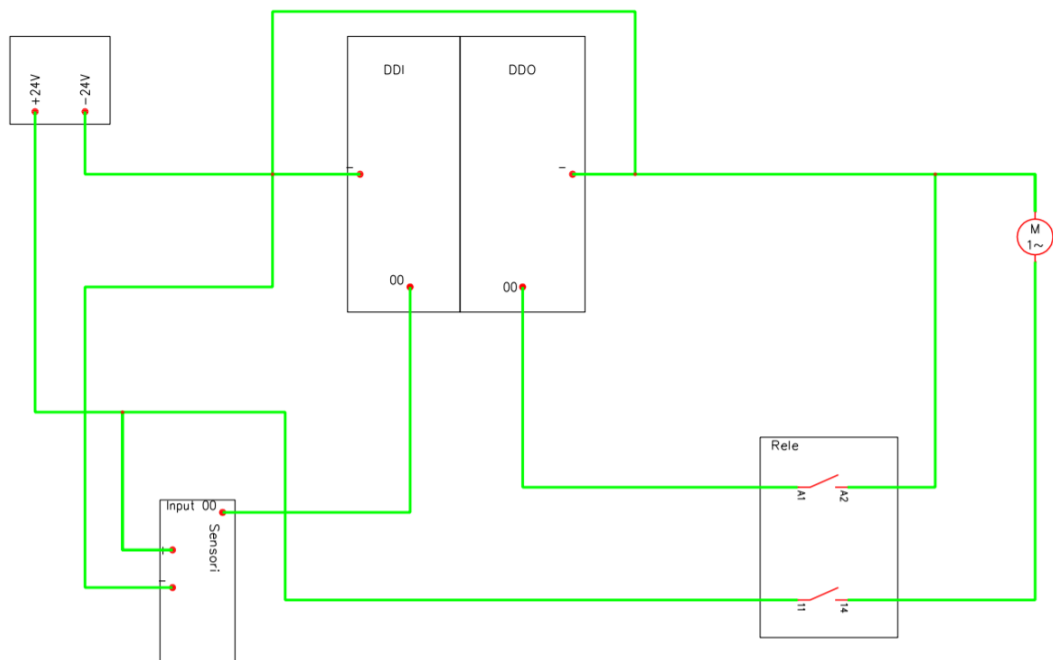 +24V
-24V
DDI
DDO
-
-
00
00
M
1~
Rele
A1
A2
11
14
Input 00
Sensori
+
-